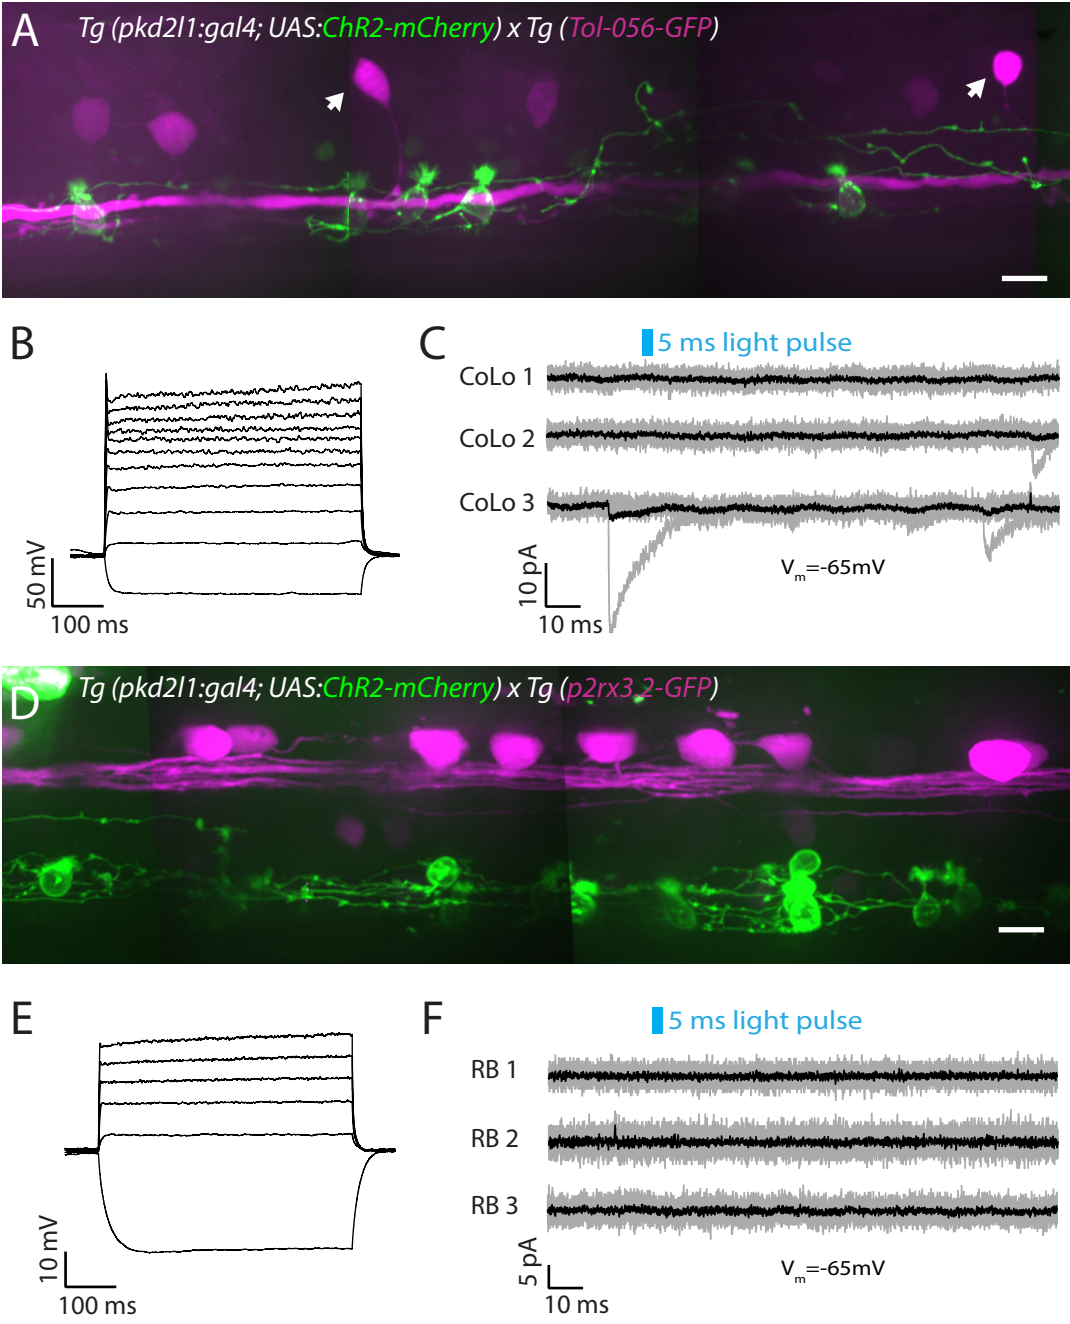 A
Tg (pkd2l1:gal4; UAS:ChR2-mCherry) x Tg (Tol-056-GFP)
B
50 mV
100 ms
C
5 ms light pulse
CoLo 1
CoLo 2
CoLo 3
10 pA
10 ms
Vm=-65mV
D
Tg (pkd2l1:gal4; UAS:ChR2-mCherry) x Tg (p2rx3.2-GFP)
E
10 mV
100 ms
F
5 ms light pulse
RB 1
RB 2
RB 3
5 pA
10 ms
Vm=-65mV